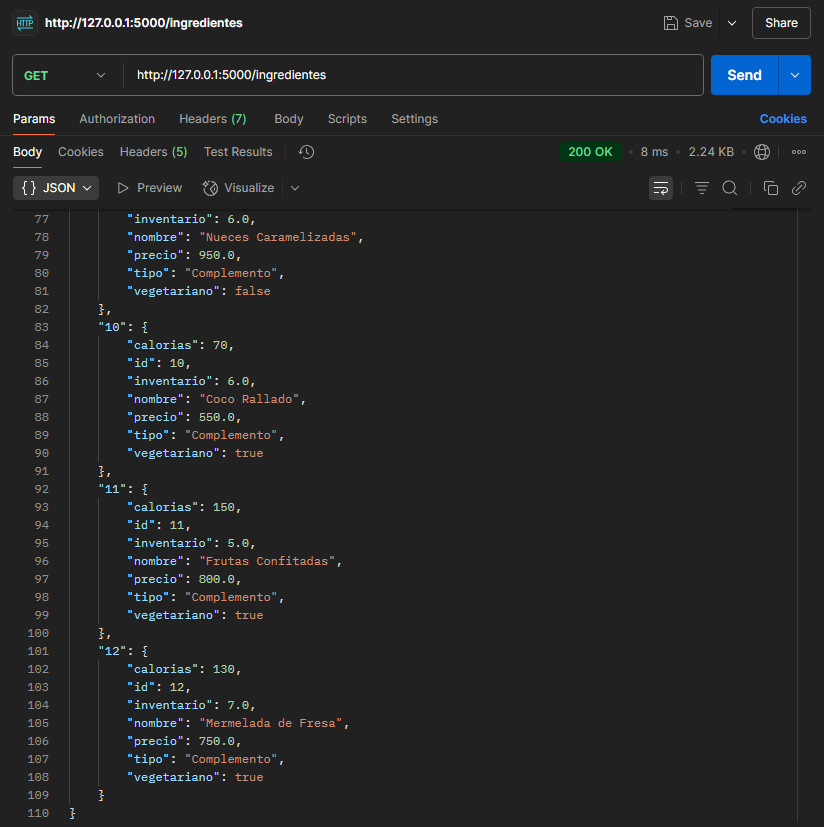 HTTP http://127.0.0.1:5000/ingredientes Save Share
GET http://127.0.0.1:5000/ingredientes Send
Params Authorization Headers (7) Body Scripts Settings Cookies
Body Cookies Headers (5) Test Results 200 OK • 8 ms • 2.24 KB
{ } JSON Preview Visualize
77 "inventario": 6.0,
78 "nombre": "Nueces Caramelizadas",
79 "precio": 950.0,
80 "tipo": "Complemento",
81 "vegetariano": false
82 },
83 "10": {
84 "calorias": 70,
85 "id": 10,
86 "inventario": 6.0,
87 "nombre": "Coco Rallado",
88 "precio": 550.0,
89 "tipo": "Complemento",
90 "vegetariano": true
91 },
92 "11": {
93 "calorias": 150,
94 "id": 11,
95 "inventario": 5.0,
96 "nombre": "Frutas Confitadas",
97 "precio": 800.0,
98 "tipo": "Complemento",
99 "vegetariano": true
100 },
101 "12": {
102 "calorias": 130,
103 "id": 12,
104 "inventario": 7.0,
105 "nombre": "Mermelada de Fresa",
106 "precio": 750.0,
107 "tipo": "Complemento",
108 "vegetariano": true
109 }
110 }